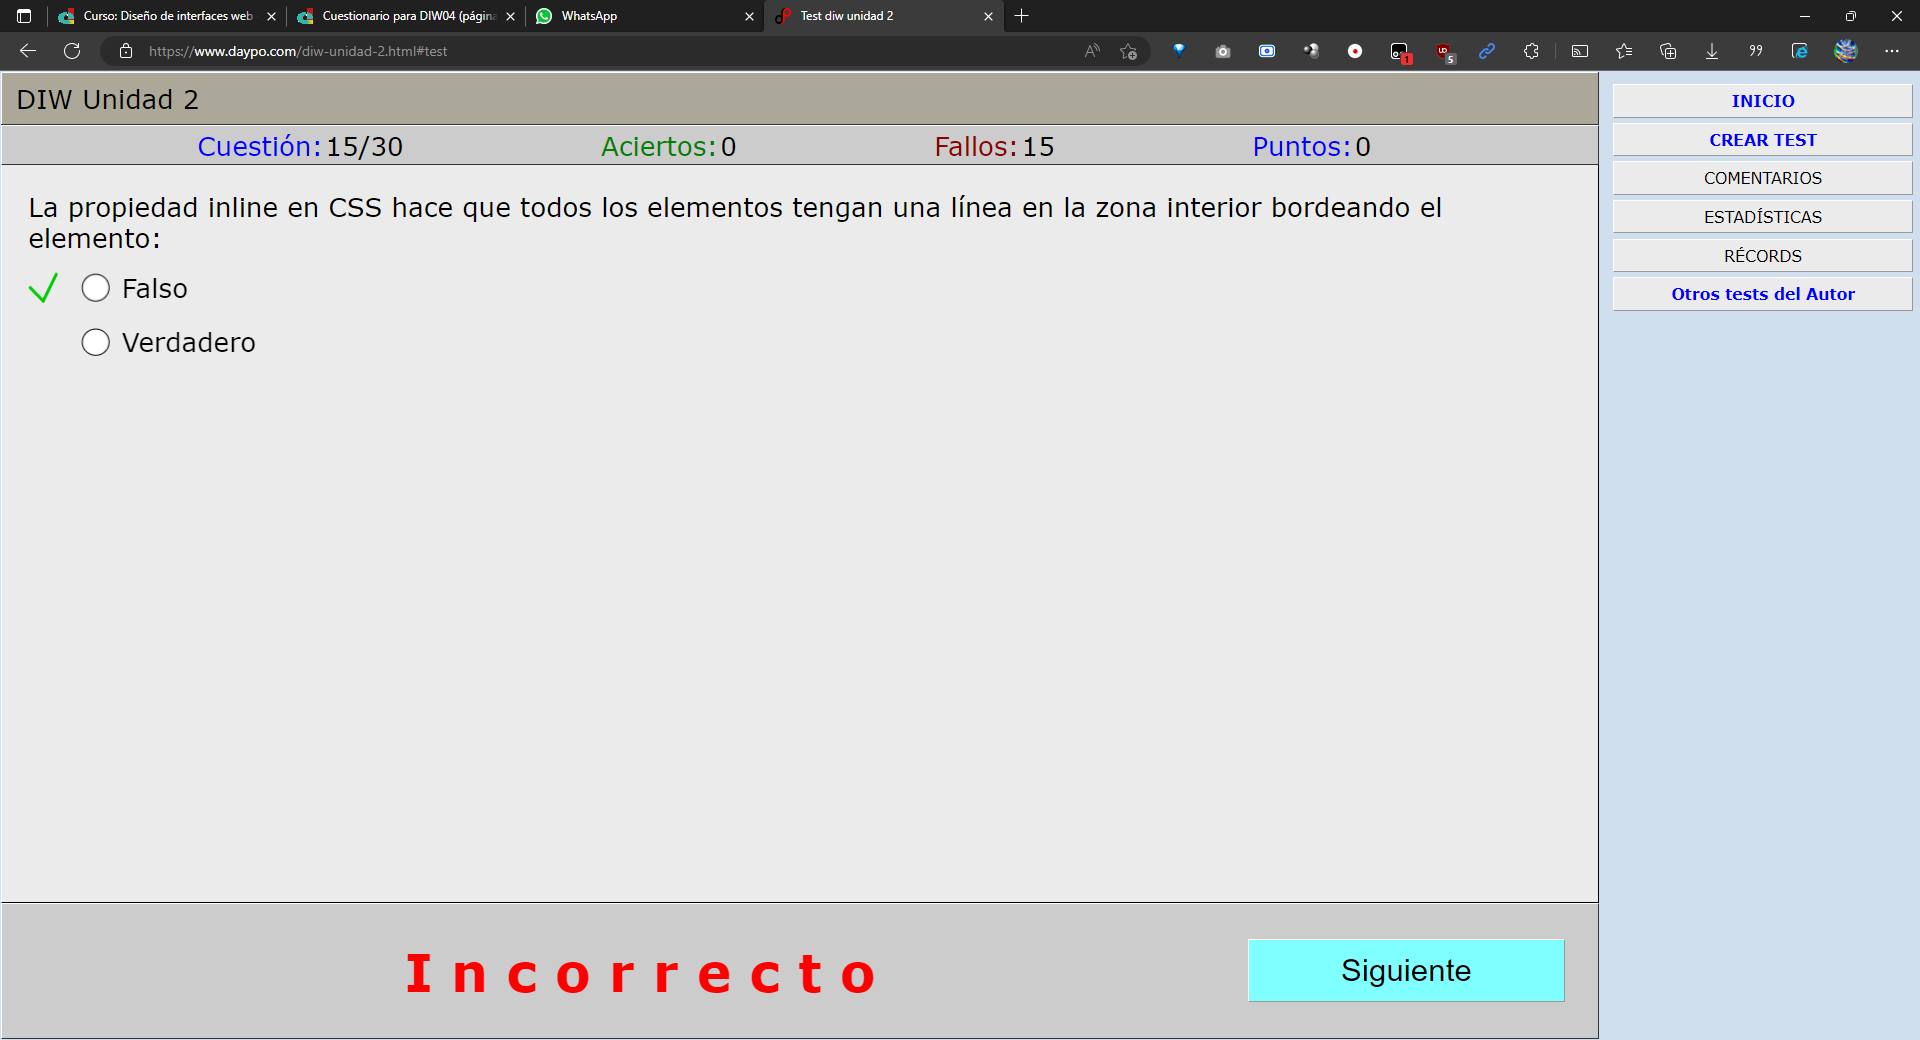 Curso: Diseño de interfaces web
Cuestionario para DIW04 (página
WhatsApp
Test diw unidad 2
https://www.daypo.com/diw-unidad-2.html#test
1
5
DIW Unidad 2
Cuestión: 15/30
Aciertos: 0
Fallos: 15
Puntos: 0
La propiedad inline en CSS hace que todos los elementos tengan una línea en la zona interior bordeando el
elemento:
Falso
Verdadero
Incorrecto
Siguiente
INICIO
CREAR TEST
COMENTARIOS
ESTADÍSTICAS
RÉCORDS
Otros tests del Autor